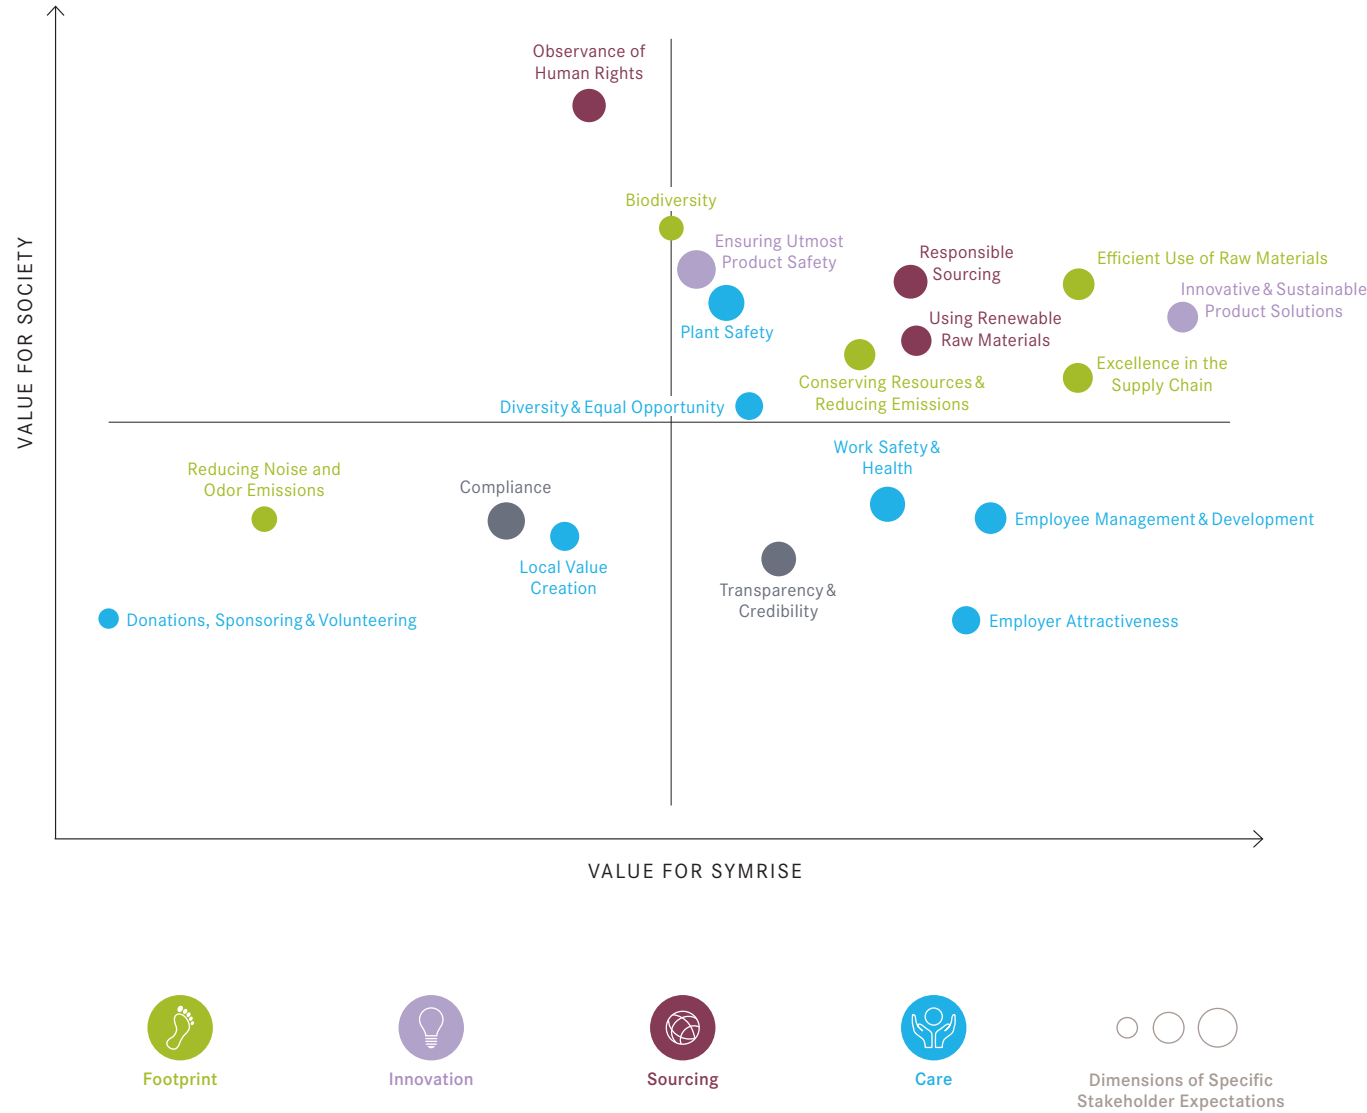 Observance of
Human Rights
Biodiversity
Ensuring Utmost
Product Safety
Responsible
Sourcing
Efficient Use of Raw Materials
Innovative & Sustainable
Product Solutions
Plant Safety
Using Renewable
Raw Materials
Conserving Resources &
Reducing Emissions
Excellence in the
Supply Chain
Diversity & Equal Opportunity
VALUE FOR SOCIETY
Work Safety &
Health
Reducing Noise and
Odor Emissions
Compliance
Employee Management & Development
Local Value
Creation
Transparency &
Credibility
Donations, Sponsoring & Volunteering
Employer Attractiveness
VALUE FOR SYMRISE
Footprint
Innovation
Sourcing
Care
Dimensions of Specific
Stakeholder Expectations